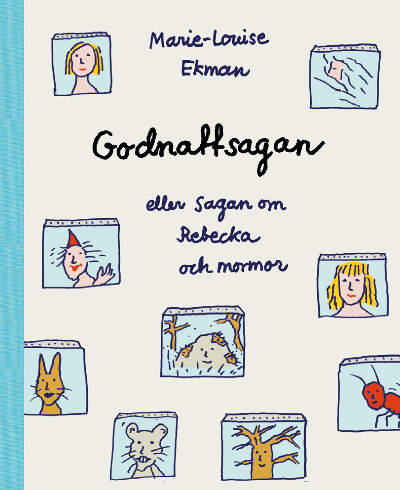 Marie-Louise
Ekman
Godnattsagan
eller sagan om
Rebecka
och mormor